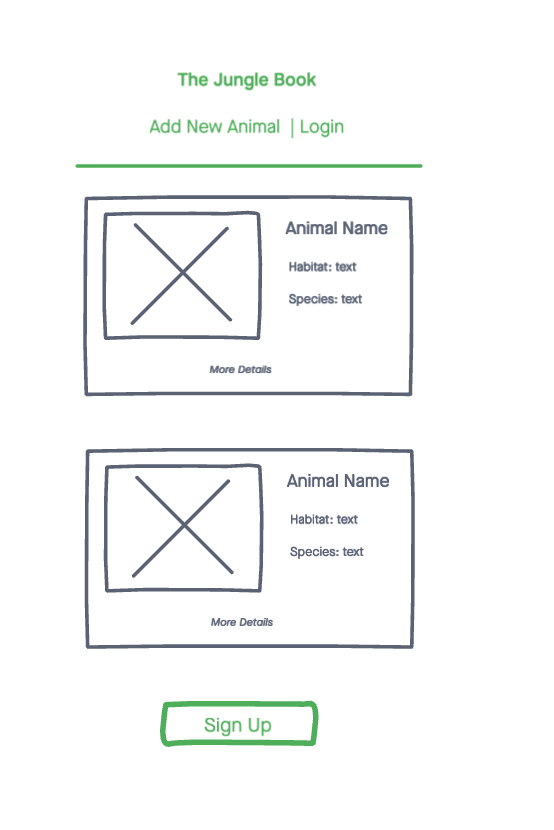 The Jungle Book
Add New Animal | Login
Animal Name
Habitat: text
Species: text
More Details
Animal Name
Habitat: text
Species: text
More Details
Sign Up